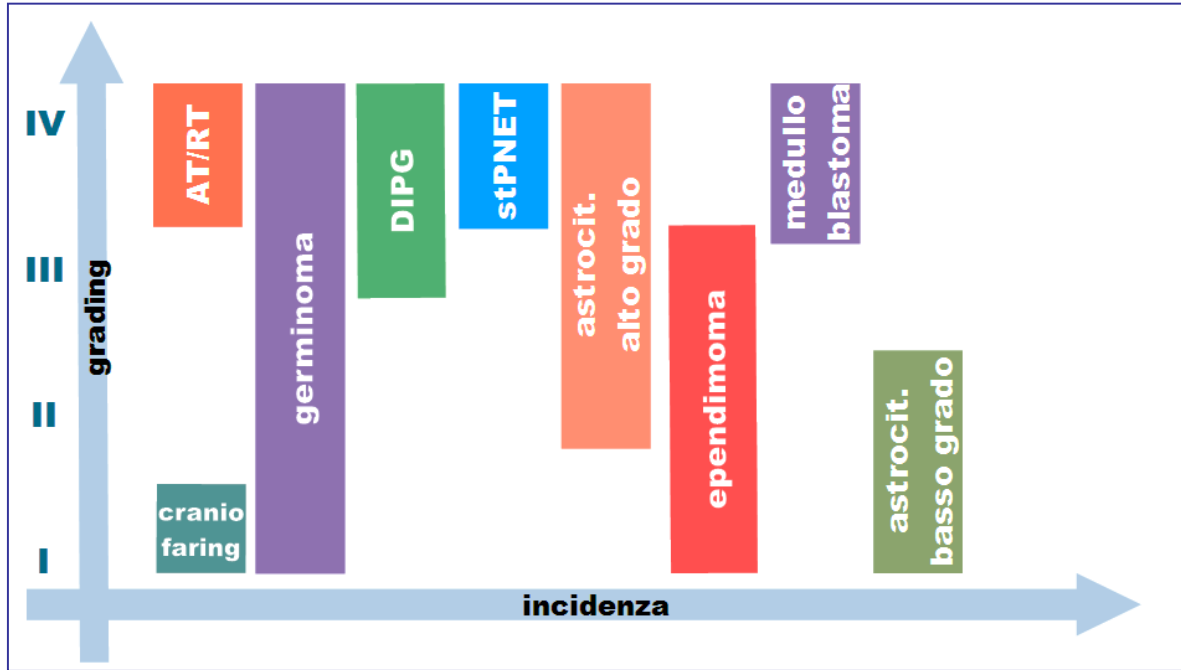 IV
III
II
I
grading
AT/RT
cranio
faring
germinoma
DIPG
stPNET
astrocit.
alto grado
ependimoma
medullo
blastoma
astrocit.
basso grado
incidenza